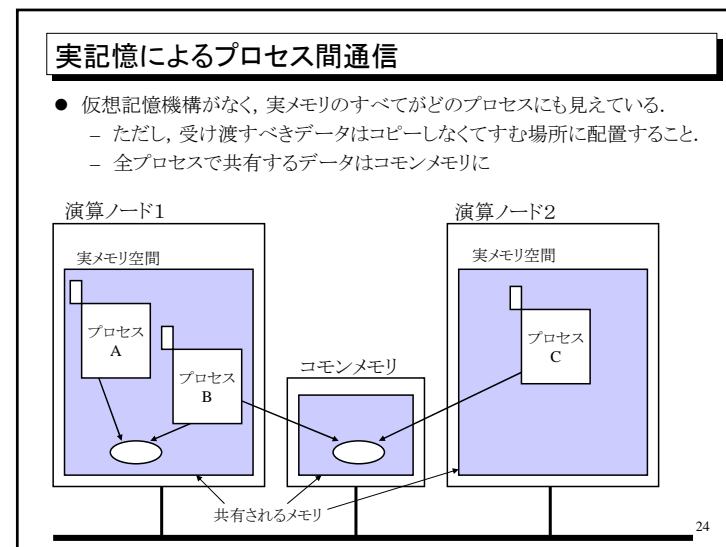 実記憶によるプロセス間通信
● 仮想記憶機構がなく，実メモリのすべてがどのプロセスにも見えている．
– ただし，受け渡すべきデータはコピーしなくてすむ場所に配置すること．
– 全プロセスで共有するデータはコモンメモリに
演算ノード1
演算ノード2
実メモリ空間
実メモリ空間
プロセス
A
プロセス
B
プロセス
C
コモンメモリ
共有されるメモリ
24